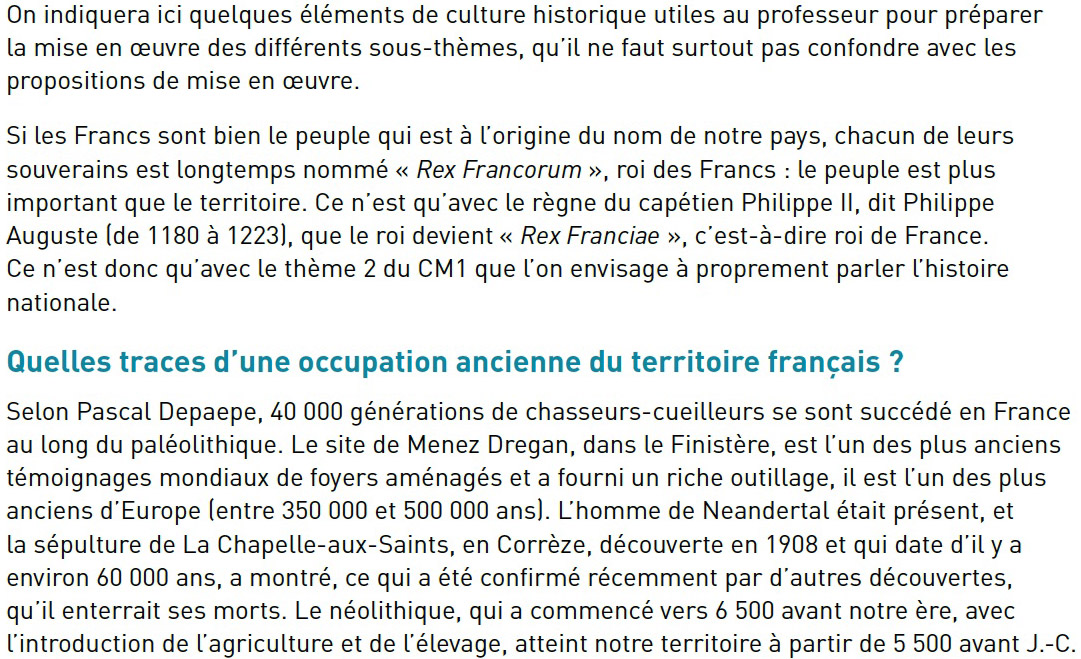 On indiquera ici quelques éléments de culture historique utiles au professeur pour préparer
la mise en œuvre des différents sous-thèmes, qu’il ne faut surtout pas confondre avec les
propositions de mise en œuvre.
Si les Francs sont bien le peuple qui est à l’origine du nom de notre pays, chacun de leurs
souverains est longtemps nommé « Rex Francorum », roi des Francs : le peuple est plus
important que le territoire. Ce n’est qu’avec le règne du capétien Philippe II, dit Philippe
Auguste (de 1180 à 1223), que le roi devient « Rex Franciae », c’est-à-dire roi de France.
Ce n’est donc qu’avec le thème 2 du CM1 que l’on envisage à proprement parler l’histoire
nationale.
Quelles traces d’une occupation ancienne du territoire français ?
Selon Pascal Depaepe, 40 000 générations de chasseurs-cueilleurs se sont succédé en France
au long du paléolithique. Le site de Menez Dregan, dans le Finistère, est l’un des plus anciens
témoignages mondiaux de foyers aménagés et a fourni un riche outillage, il est l’un des plus
anciens d’Europe (entre 350 000 et 500 000 ans). L’homme de Neandertal était présent, et
la sépulture de La Chapelle-aux-Saints, en Corrèze, découverte en 1908 et qui date d’il y a
environ 60 000 ans, a montré, ce qui a été confirmé récemment par d’autres découvertes,
qu’il enterrait ses morts. Le néolithique, qui a commencé vers 6 500 avant notre ère, avec
l’introduction de l’agriculture et de l’élevage, atteint notre territoire à partir de 5 500 avant J.-C.